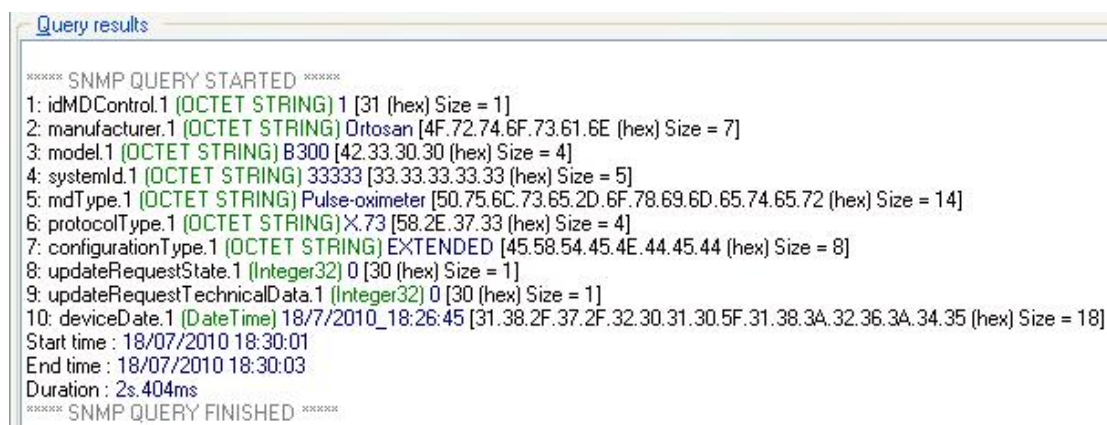 Query results
***** SNMP QUERY STARTED *****
1: idMDControl.1 (OCTET STRING) 1 [31 (hex) Size = 1]
2: manufacturer.1 (OCTET STRING) Ortosan [4F.72.74.6F.73.61.6E (hex) Size = 7]
3: model.1 (OCTET STRING) B300 [42.33.30.30 (hex) Size = 4]
4: systemId.1 (OCTET STRING) 33333 [33.33.33.33.33 (hex) Size = 5]
5: mdType.1 (OCTET STRING) Pulse-oximeter [50.75.6C.73.65.2D.6F.78.69.6D.65.74.65.72 (hex) Size = 14]
6: protocolType.1 (OCTET STRING) X.73 [58.2E.37.33 (hex) Size = 4]
7: configurationType.1 (OCTET STRING) EXTENDED [45.58.54.45.4E.44.45.44 (hex) Size = 8]
8: updateRequestState.1 (Integer32) 0 [30 (hex) Size = 1]
9: updateRequestTechnicalData.1 (Integer32) 0 [30 (hex) Size = 1]
10: deviceDate.1 (DateTime) 18/7/2010_18:26:45 [31.38.2F.37.2F.32.30.31.30.5F.31.38.3A.32.36.3A.34.35 (hex) Size = 18]
Start time : 18/07/2010 18:30:01
End time : 18/07/2010 18:30:03
Duration : 2s.404ms
***** SNMP QUERY FINISHED *****